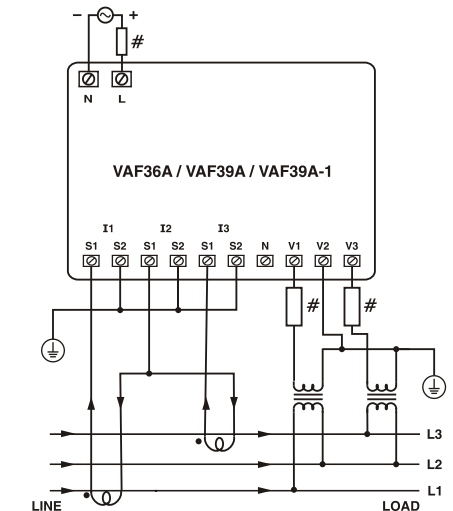 − +
#
N L
VAF36A / VAF39A / VAF39A-1
I1 I2 I3
S1 S2 S1 S2 S1 S2 N V1 V2 V3
# #
L3
L2
L1
LINE LOAD